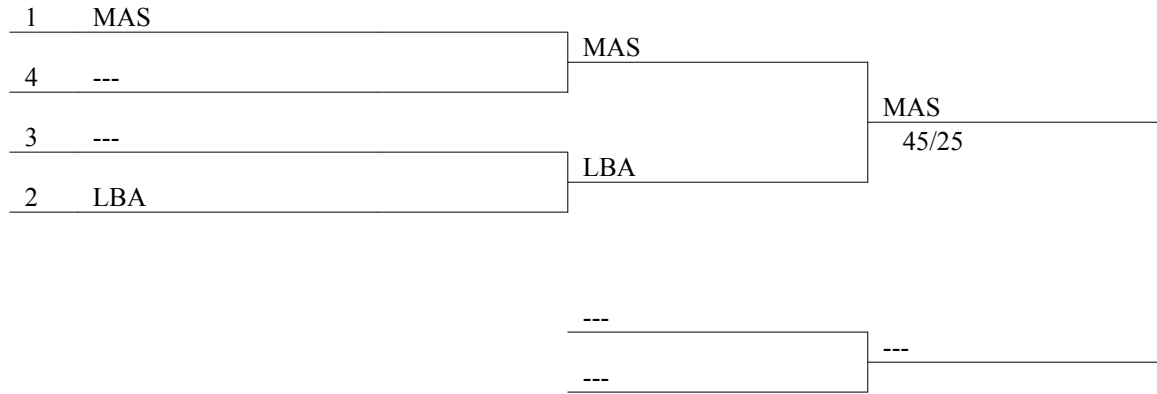 1 MAS
MAS
4 ---
MAS
45/25
3 ---
LBA
2 LBA
---
---
---